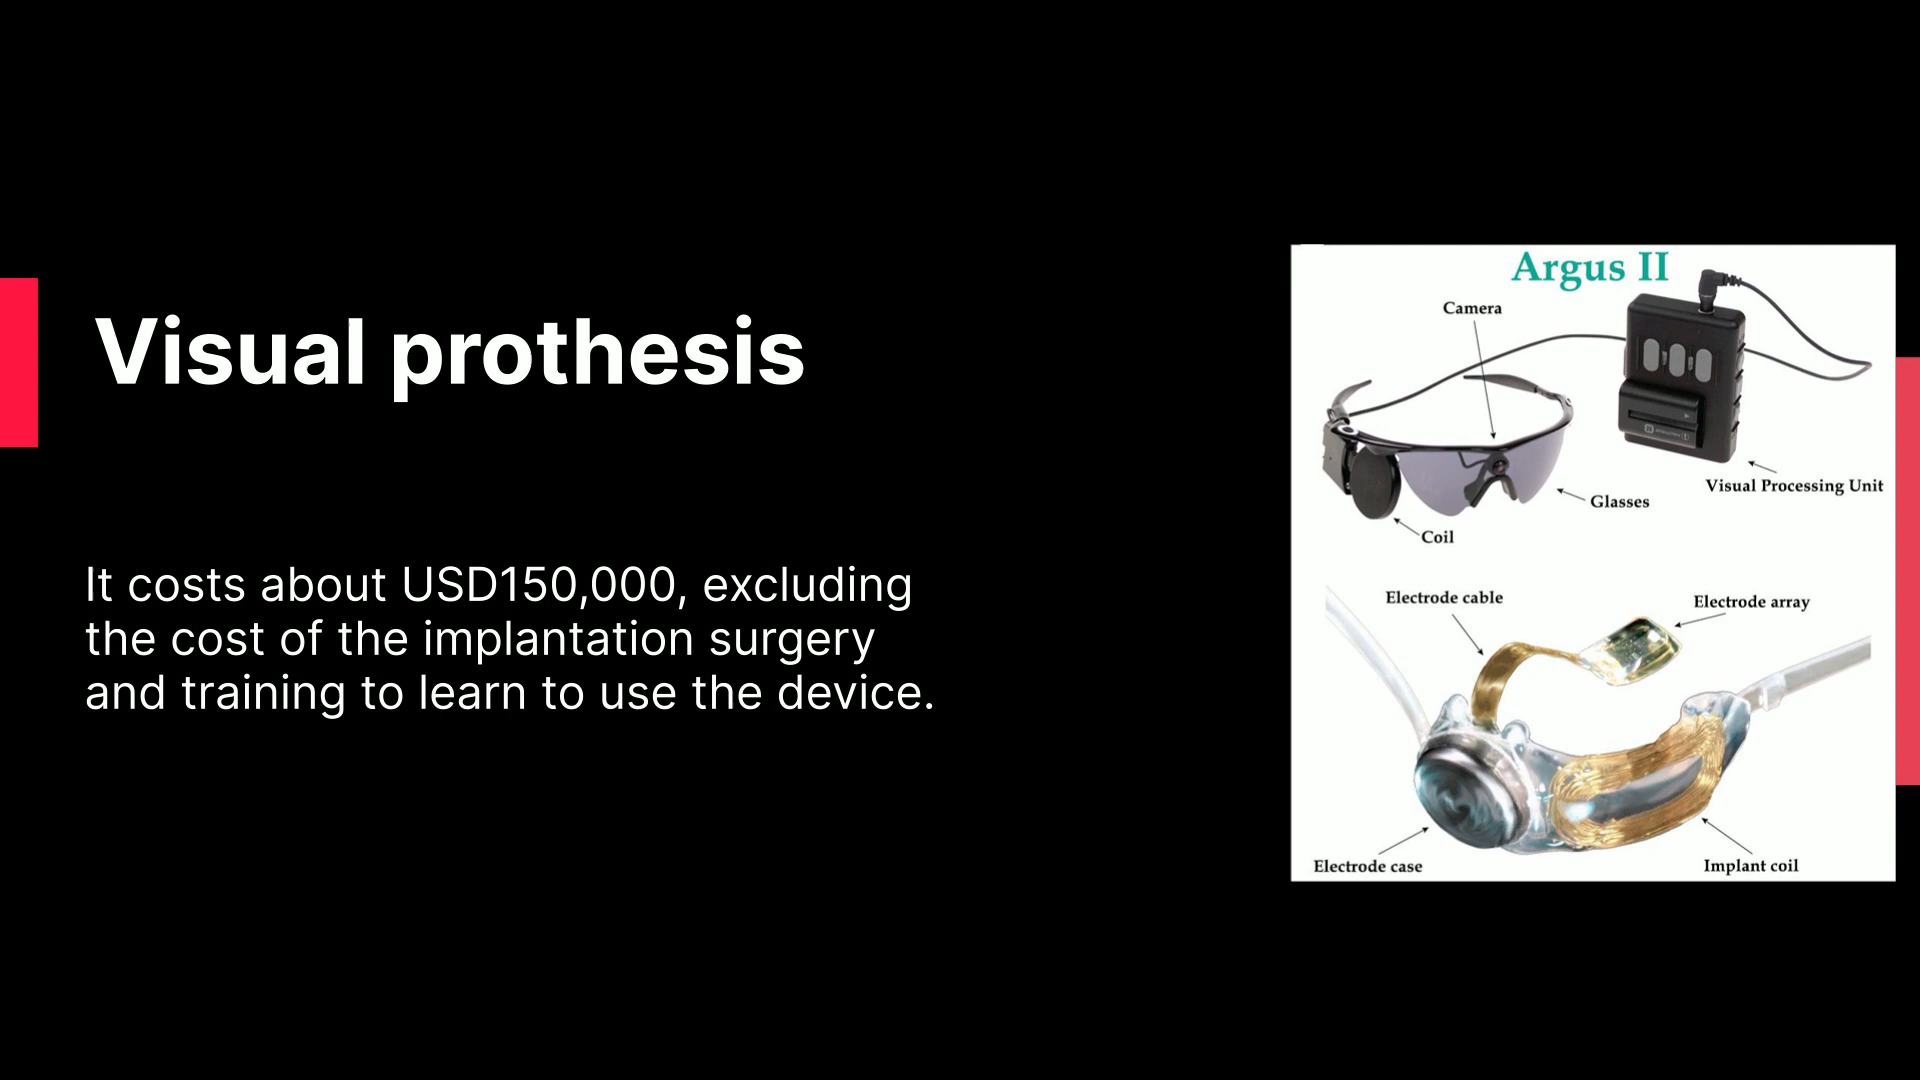 Visual prothesis
It costs about USD150,000, excluding
the cost of the implantation surgery
and training to learn to use the device.
Argus II
Camera
Visual Processing Unit
Glasses
Coil
Electrode cable
Electrode array
Electrode case
Implant coil